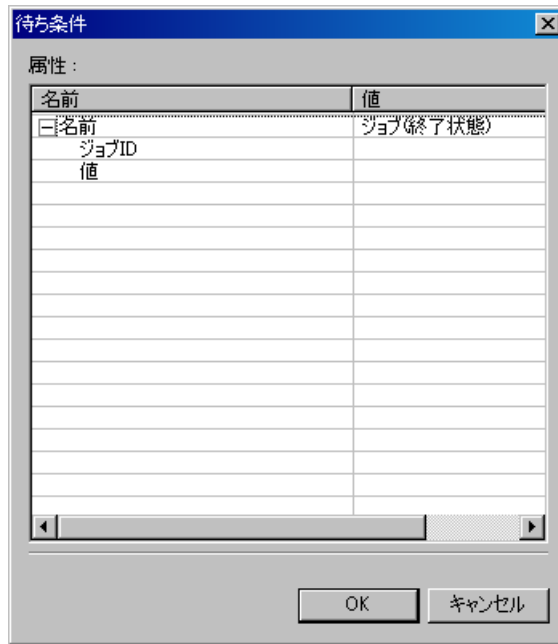 待ち条件
属性：
名前 値
名前 ジョブ(終了状態)
ジョブID
値
OK キャンセル